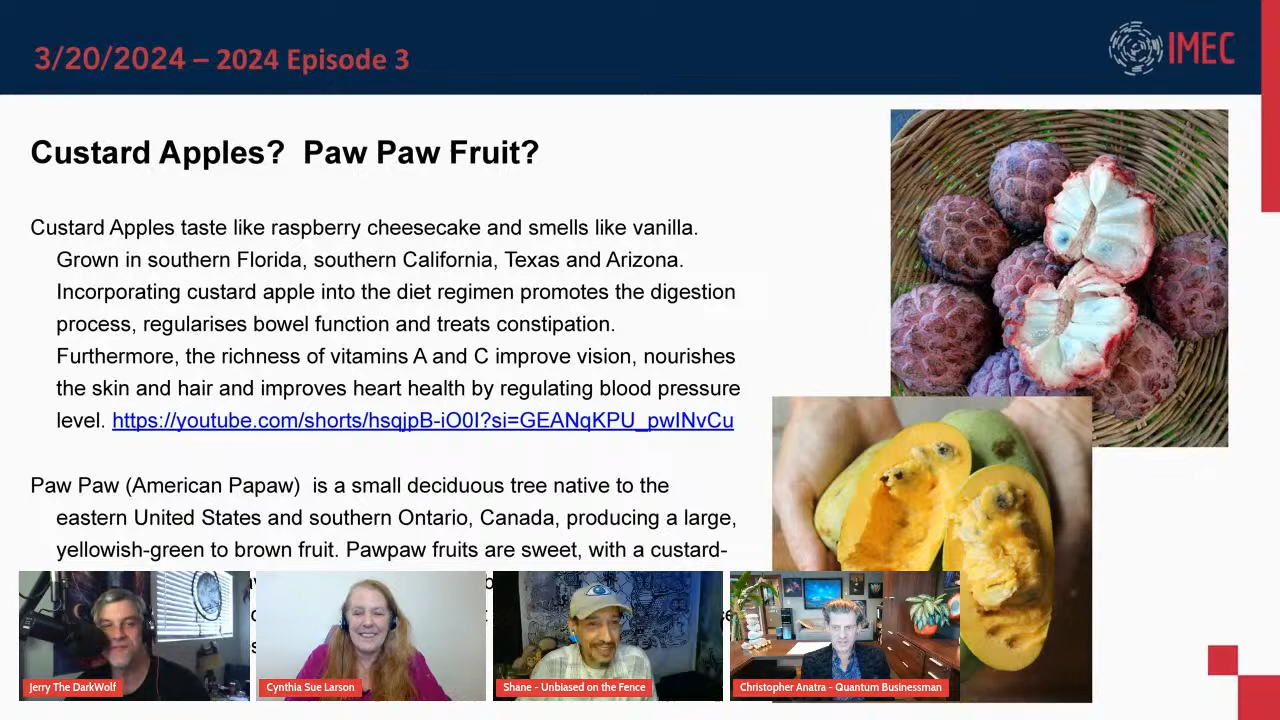 3/20/2024 – 2024 Episode 3
IMEC
Custard Apples?  Paw Paw Fruit?
Custard Apples taste like raspberry cheesecake and smells like vanilla.
Grown in southern Florida, southern California, Texas and Arizona.
Incorporating custard apple into the diet regimen promotes the digestion
process, regularises bowel function and treats constipation.
Furthermore, the richness of vitamins A and C improve vision, nourishes
the skin and hair and improves heart health by regulating blood pressure
level. https://youtube.com/shorts/hsqjpB-iO0I?si=GEANqKPU_pwINvCu
Paw Paw (American Papaw)  is a small deciduous tree native to the
eastern United States and southern Ontario, Canada, producing a large,
yellowish-green to brown fruit. Pawpaw fruits are sweet, with a custard-
Jerry The DarkWolf
Cynthia Sue Larson
Shane - Unbiased on the Fence
Christopher Anatra - Quantum Businessman